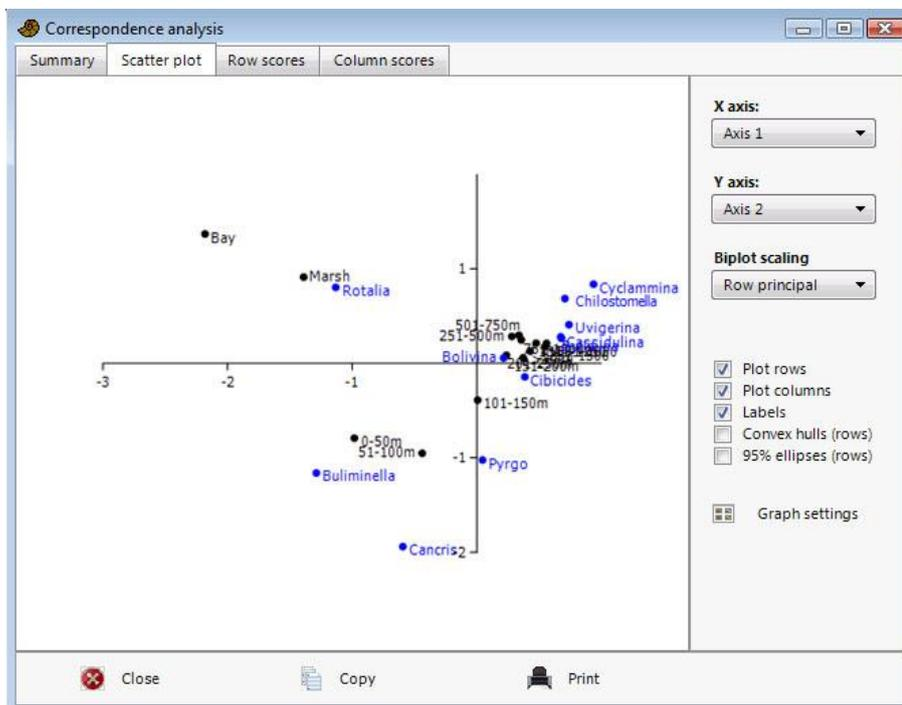 Correspondence analysis
Summary
Scatter plot
Row scores
Column scores
X axis:
Axis 1
Y axis:
Axis 2
Biplot scaling
Row principal
Plot rows
Plot columns
Labels
Convex hulls (rows)
95% ellipses (rows)
Graph settings
Bay
Marsh
Rotalia
1
Cyclammina
Chilostomella
501-750m
Uvigerina
251-500m
Cassidulina
Bolivina
-3
-2
-1
Cibicides
101-150m
0-50m
51-100m
-1
Pyrgo
Buliminella
Cancris
-2
Close
Copy
Print